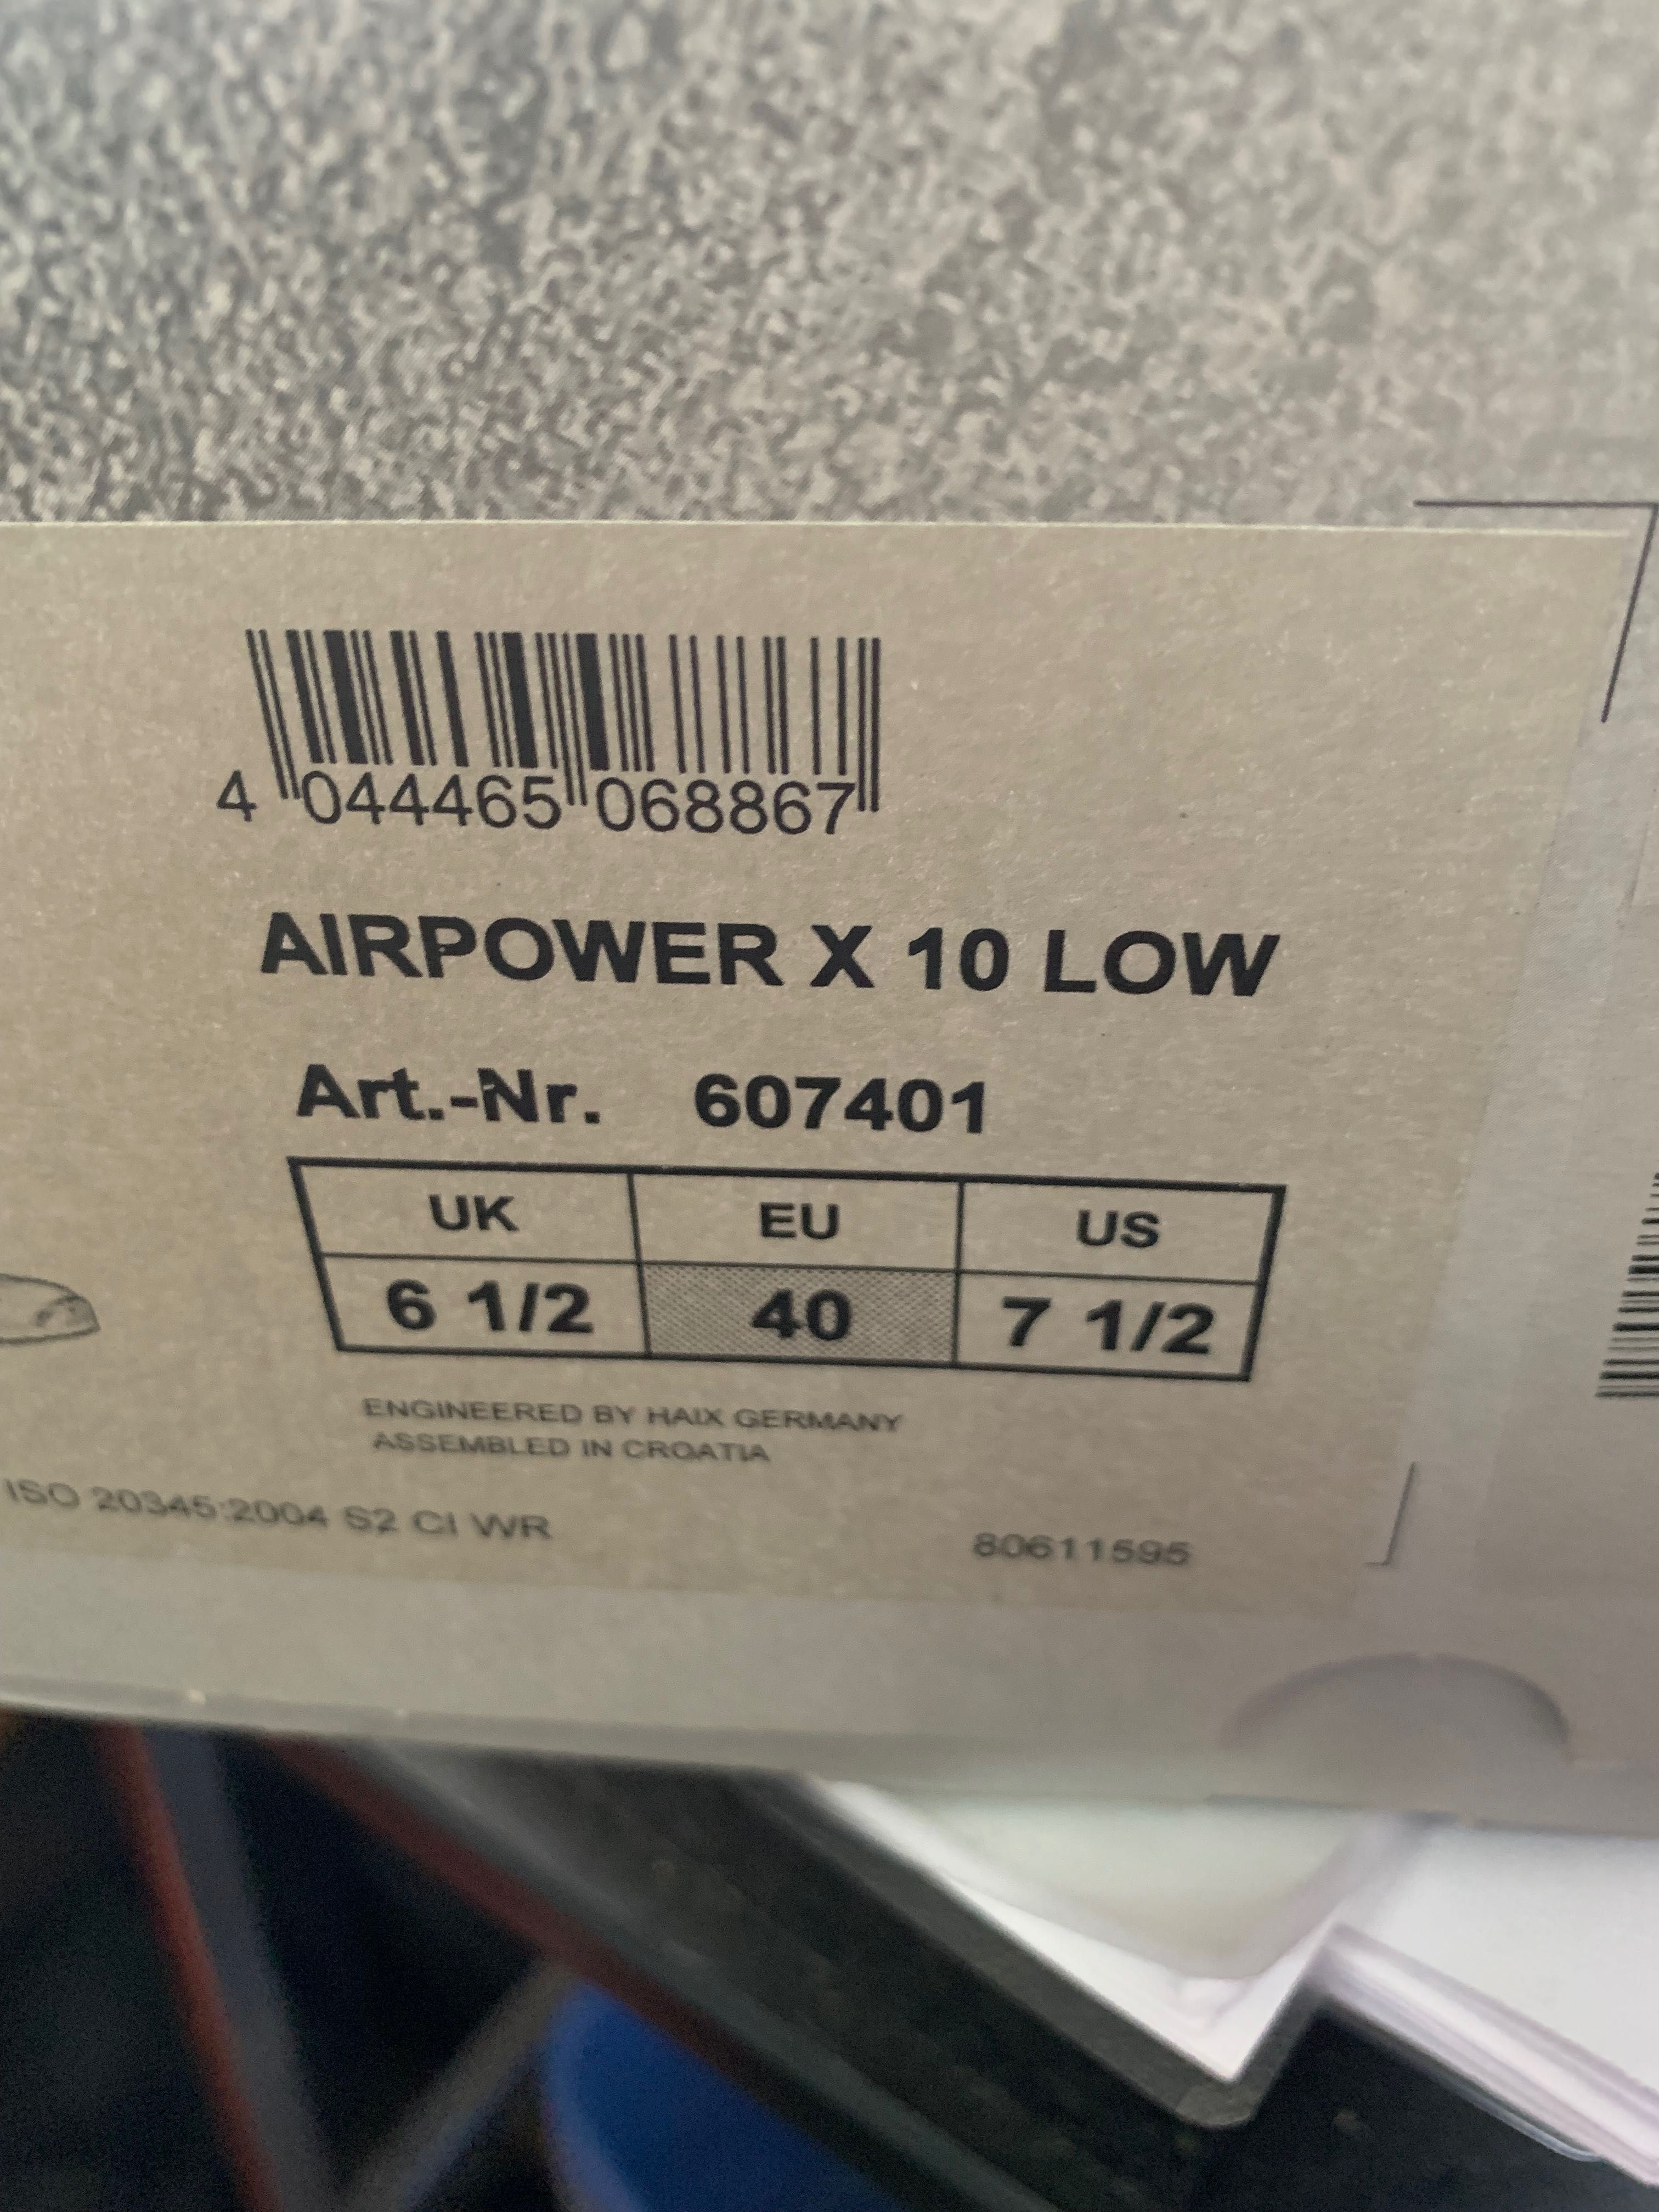 4 044465 068867
AIRPOWER X 10 LOW
Art.-Nr. 607401
UK EU US
6 1/2 40 7 1/2
ENGINEERED BY HAIX GERMANY
ASSEMBLED IN CROATIA
ISO 20345:2004 S2 CI WR 80611595